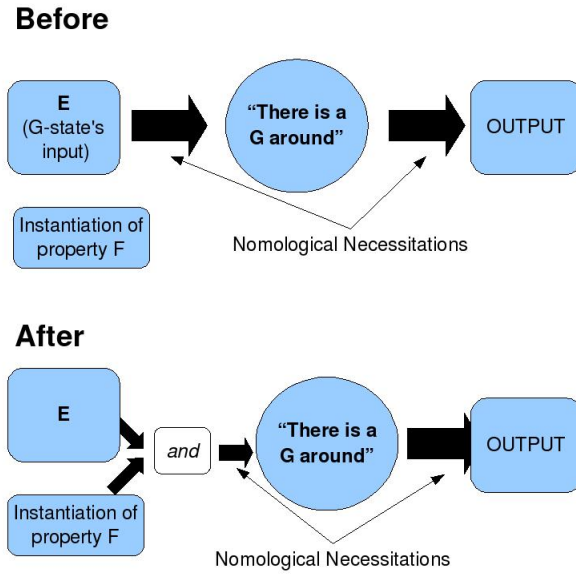 Before
E
(G-state's
input)
“There is a
G around”
OUTPUT
Instantiation of
property F
Nomological Necessitations
After
E
and
“There is a
G around”
OUTPUT
Instantiation of
property F
Nomological Necessitations